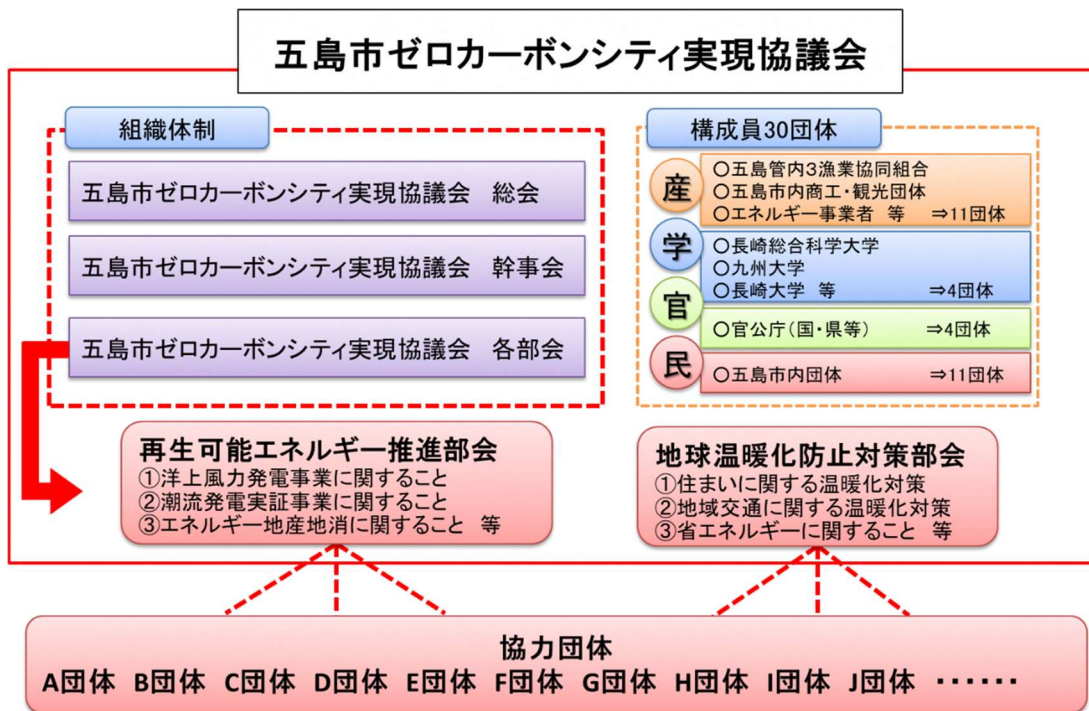 五島市ゼロカーボンシティ実現協議会
組織体制
五島市ゼロカーボンシティ実現協議会　総会
五島市ゼロカーボンシティ実現協議会　幹事会
五島市ゼロカーボンシティ実現協議会　各部会
構成員30団体
産
○五島管内3漁業協同組合
○五島市内商工・観光団体
○エネルギー事業者　等　⇒11団体
学
○長崎総合科学大学
○九州大学
○長崎大学　等　⇒4団体
官
○官公庁（国・県等）　⇒4団体
民
○五島市内団体　⇒11団体
再生可能エネルギー推進部会
①洋上風力発電事業に関すること
②潮流発電実証事業に関すること
③エネルギー地産地消に関すること　等
地球温暖化防止対策部会
①住まいに関する温暖化対策
②地域交通に関する温暖化対策
③省エネルギーに関すること　等
協力団体
A団体　B団体　C団体　D団体　E団体　F団体　G団体　H団体　I団体　J団体　・・・・・・